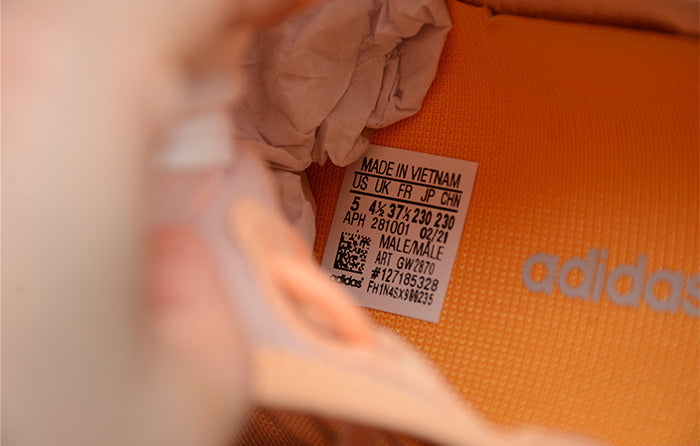 MADE IN VIETNAM
US UK FR JP CHN
5 4½ 37⅓ 230 230
APH 281001 02/21
MALE/MÂLE
ART GW2870
#127185328
adidas
FH1N4SX900235
adidas